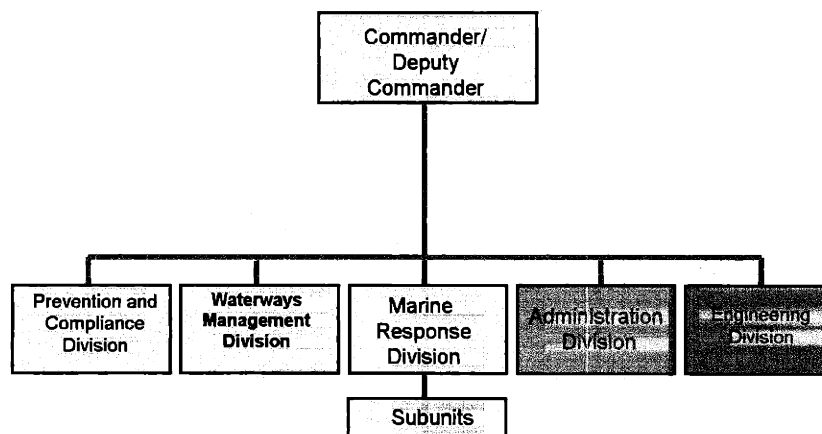 Commander/
Deputy
Commander
Prevention and
Compliance
Division
Waterways
Management
Division
Marine
Response
Division
Administration
Division
Engineering
Division
Subunits